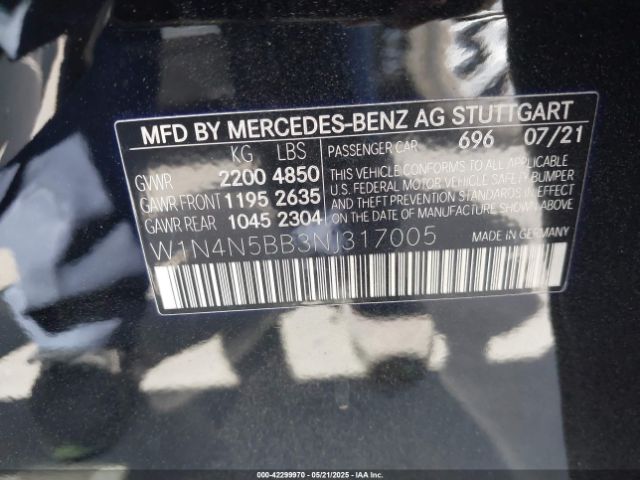 MFD BY MERCEDES-BENZ AG STUTTGART
KG LBS PASSENGER CAR 696 07/21
GVWR 2200 4850
GAWR FRONT 1195 2635
GAWR REAR 1045 2304
THIS VEHICLE CONFORMS TO ALL APPLICABLE
U.S. FEDERAL MOTOR VEHICLE SAFETY BUMPER
AND THEFT PREVENTION STANDARDS IN EFFECT
ON THE DATE OF MANUFACTURE SHOWN ABOVE
W1N4N5BB3NJ317005 MADE IN GERMANY
000-42299970 05/21/2025 IAAI.COM